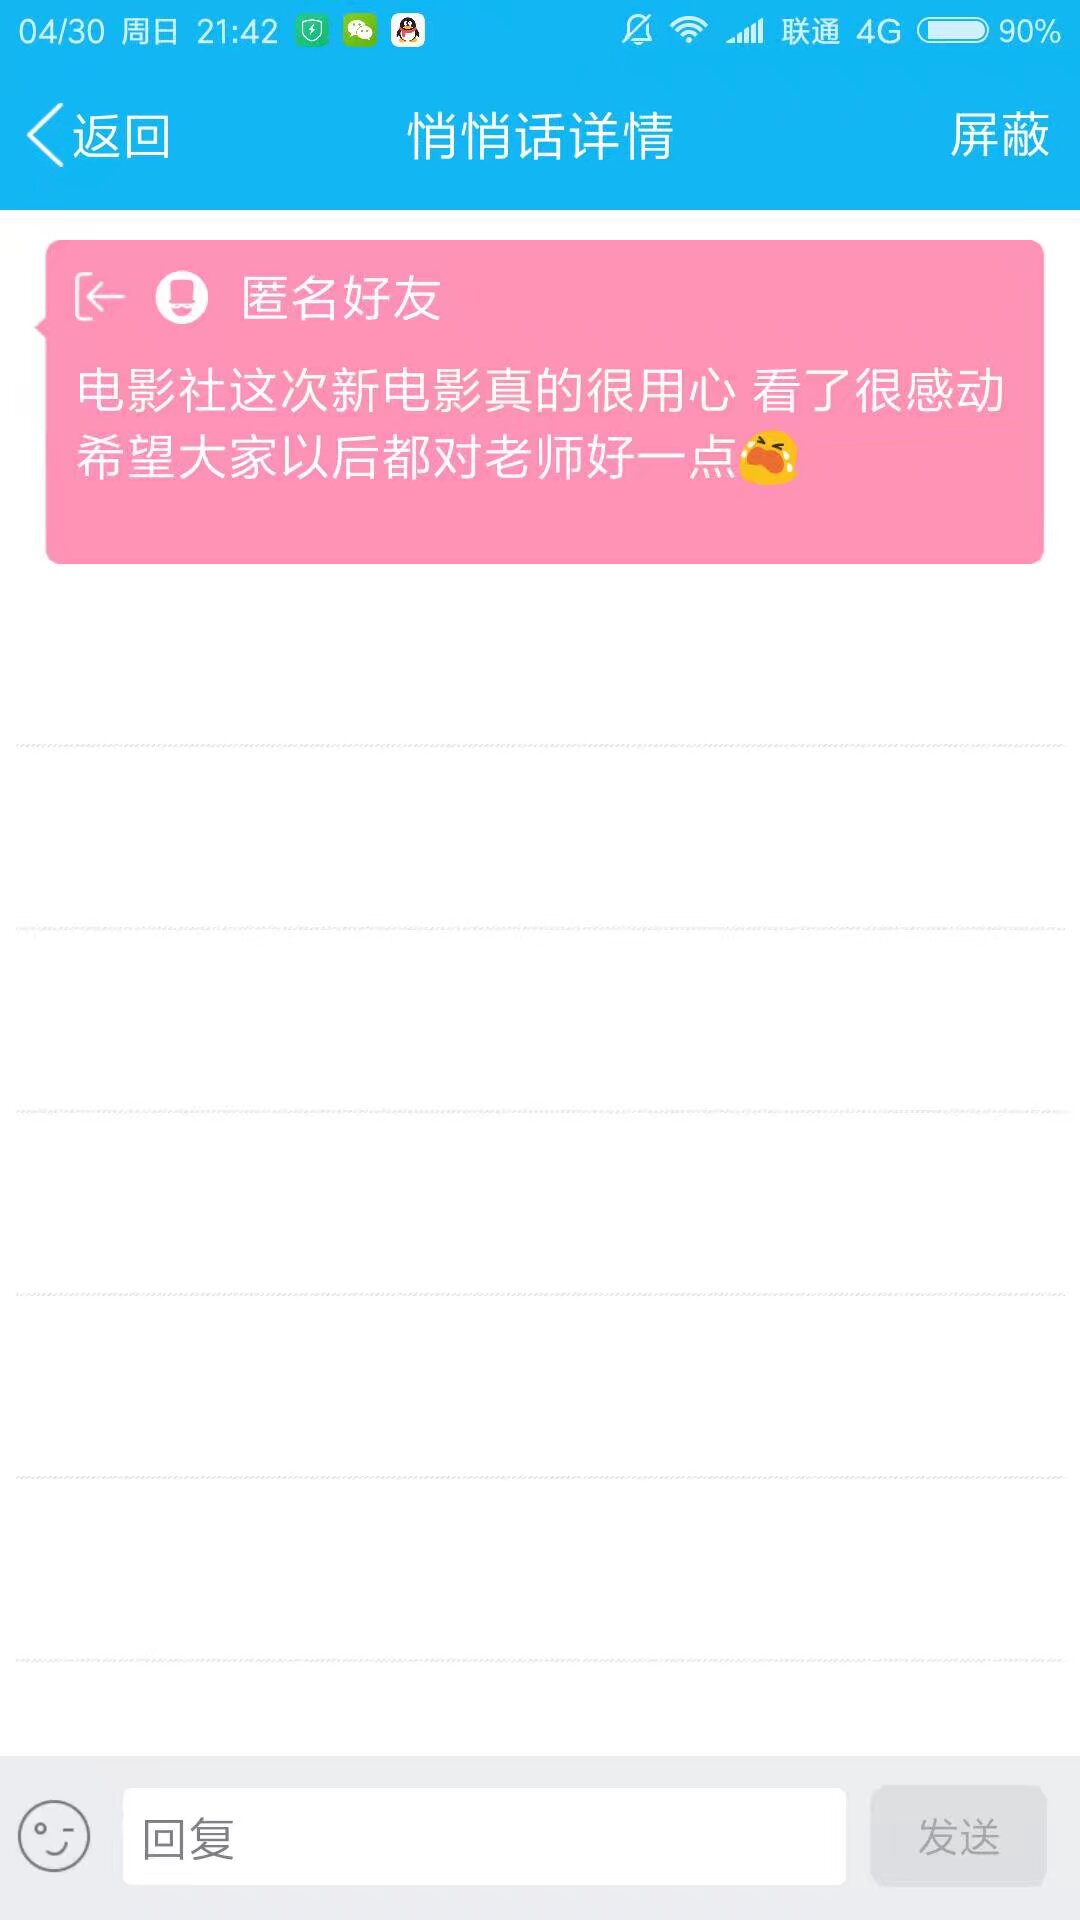 04/30 周日 21:42 联通 4G 90%
返回 悄悄话详情 屏蔽
匿名好友
电影社这次新电影真的很用心 看了很感动
希望大家以后都对老师好一点😭
回复 发送